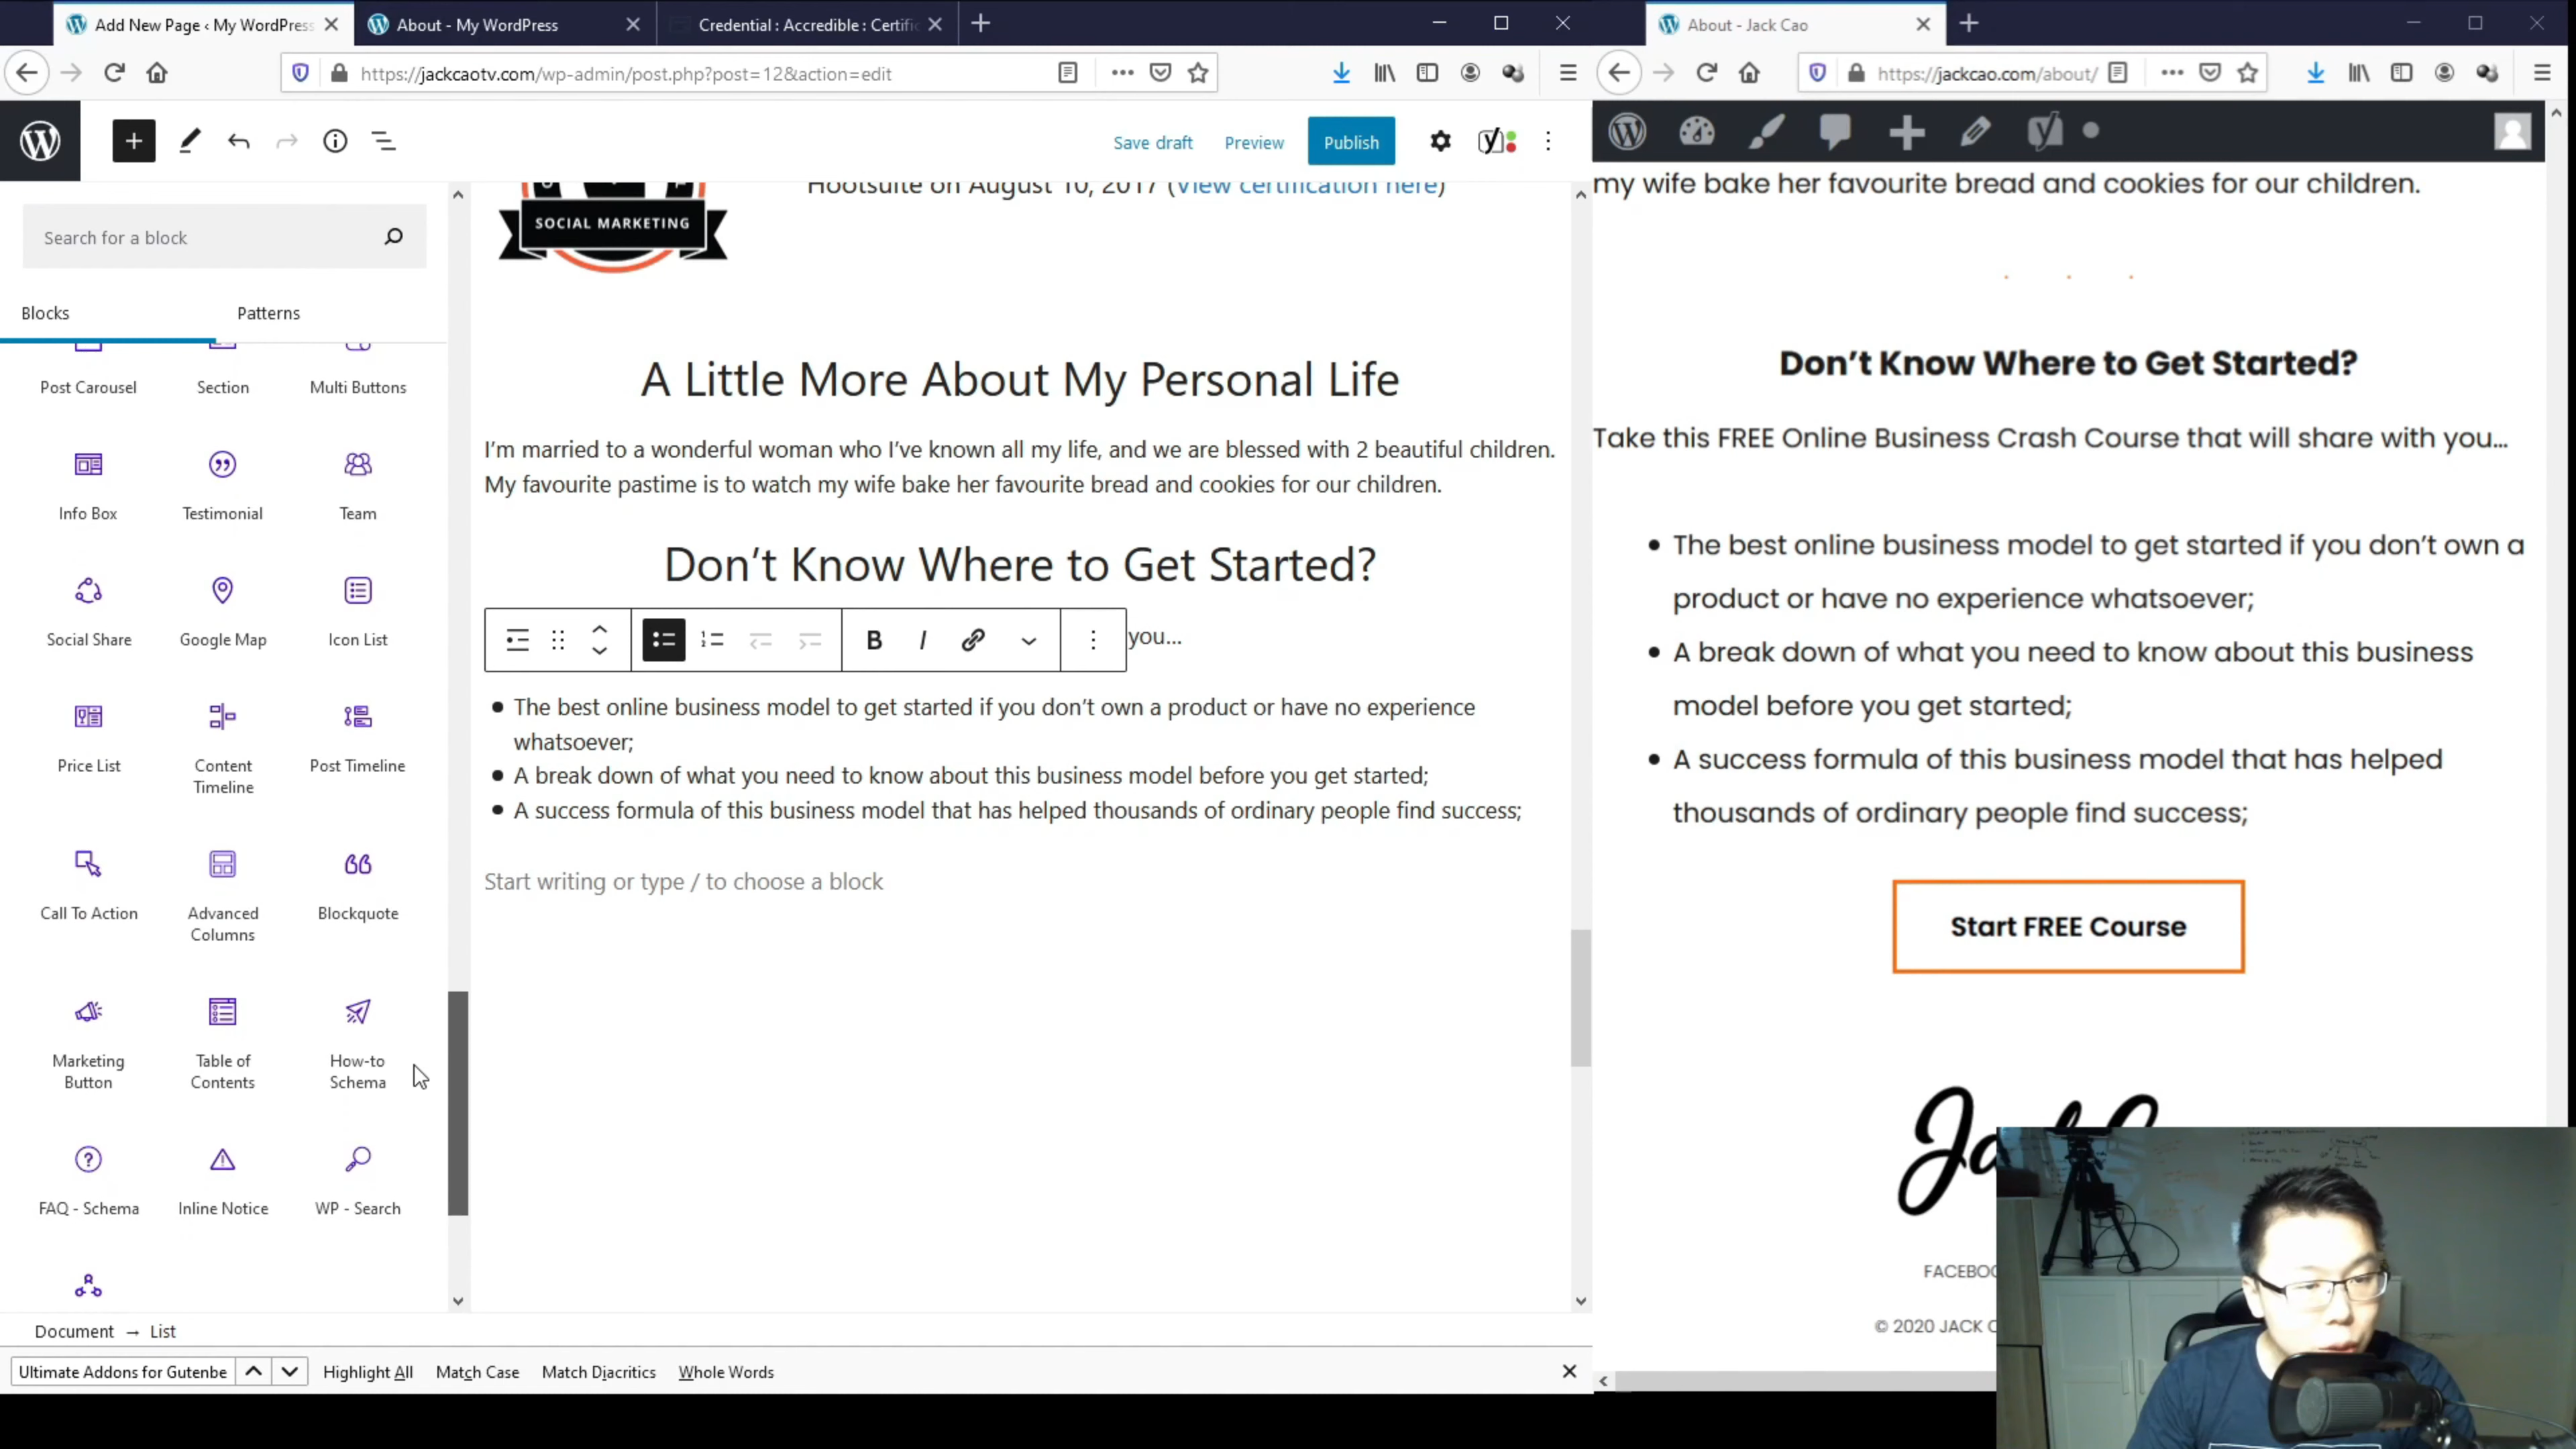 Add New Page ‹ My WordPress
About - My WordPress
Credential : Accredible : Certific
https://jackcaotv.com/wp-admin/post.php?post=12&action=edit
Save draft
Preview
Publish
Search for a block
Blocks
Patterns
Post Carousel
Section
Multi Buttons
Info Box
Testimonial
Team
Social Share
Google Map
Icon List
Price List
Content
Timeline
Post Timeline
Call To Action
Advanced
Columns
Blockquote
Marketing
Button
Table of
Contents
How-to
Schema
FAQ - Schema
Inline Notice
WP - Search
Hootsuite on August 10, 2017 (View certification here)
SOCIAL MARKETING
A Little More About My Personal Life
I'm married to a wonderful woman who I've known all my life, and we are blessed with 2 beautiful children.
My favourite pastime is to watch my wife bake her favourite bread and cookies for our children.
Don't Know Where to Get Started?
B I
you...
The best online business model to get started if you don't own a product or have no experience
whatsoever;
A break down of what you need to know about this business model before you get started;
A success formula of this business model that has helped thousands of ordinary people find success;
Start writing or type / to choose a block
Document → List
Ultimate Addons for Gutenbe
Highlight All
Match Case
Match Diacritics
Whole Words
About - Jack Cao
https://jackcao.com/about/
my wife bake her favourite bread and cookies for our children.
Don't Know Where to Get Started?
Take this FREE Online Business Crash Course that will share with you...
The best online business model to get started if you don't own a
product or have no experience whatsoever;
A break down of what you need to know about this business
model before you get started;
A success formula of this business model that has helped
thousands of ordinary people find success;
Start FREE Course
FACEBOO
© 2020 JACK C